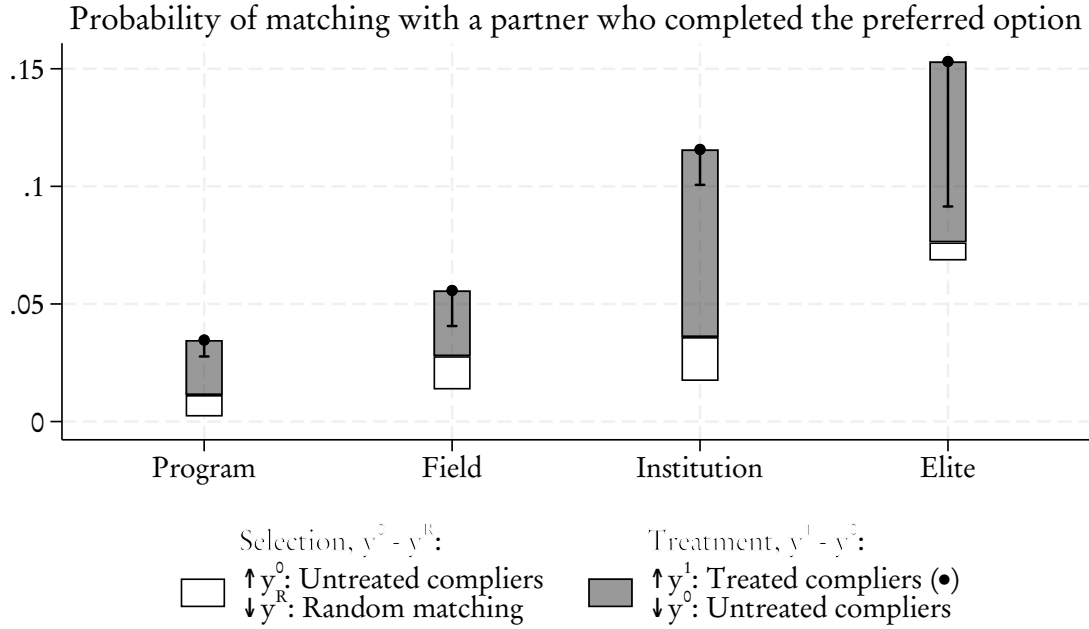 Probability of matching with a partner who completed the preferred option
.15
.1
.05
0
Program Field Institution Elite
Selection, y⁰ - yᴿ: Treatment, y¹ - y⁰:
↑ y⁰: Untreated compliers ↑ y¹: Treated compliers (•)
↓ yᴿ: Random matching ↓ y⁰: Untreated compliers